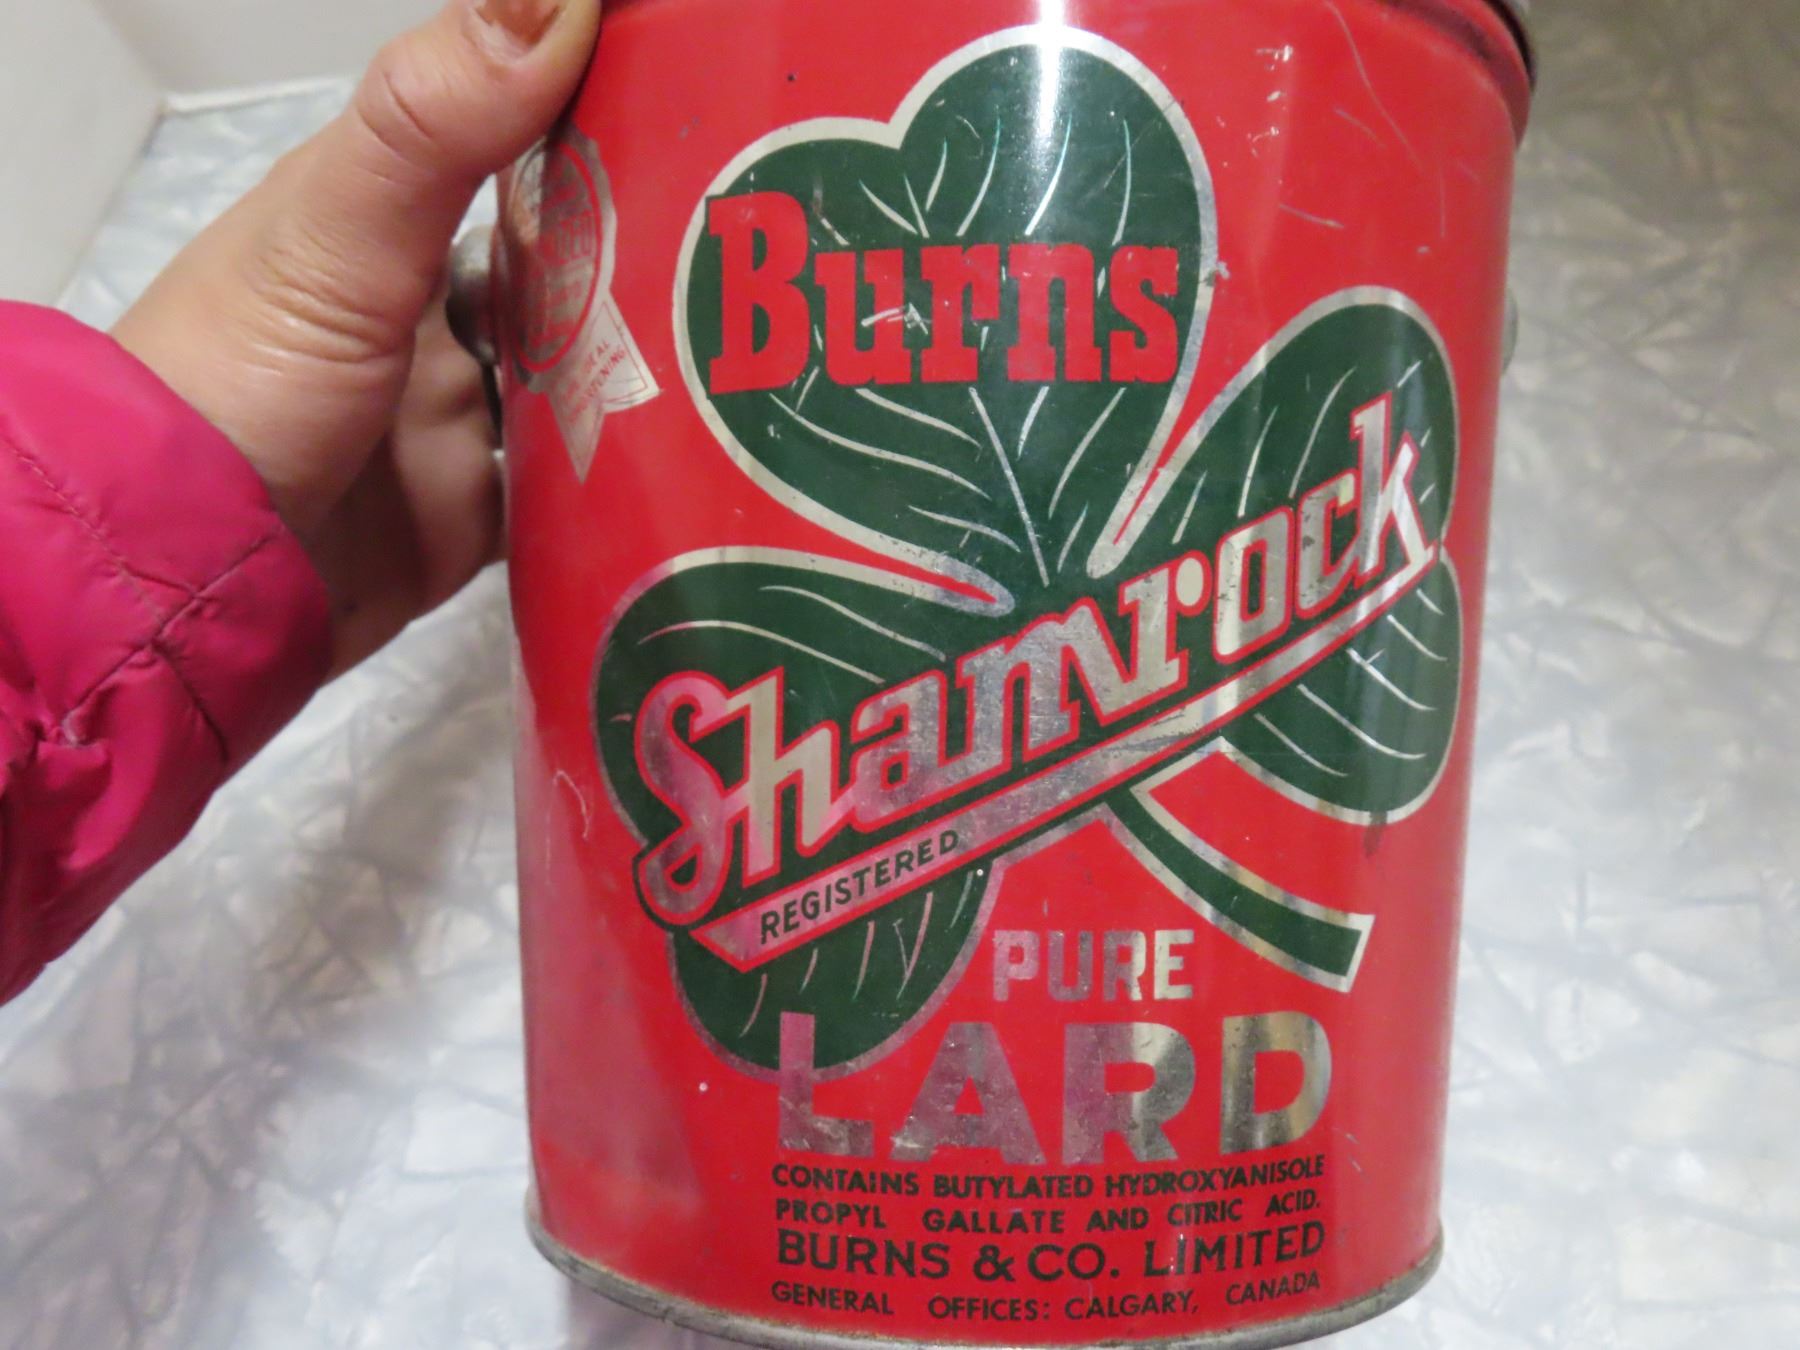 Burns
Shamrock
REGISTERED
PURE
LARD
CONTAINS BUTYLATED HYDROXYANISOLE
PROPYL GALLATE AND CITRIC ACID.
BURNS & CO. LIMITED
GENERAL OFFICES: CALGARY, CANADA